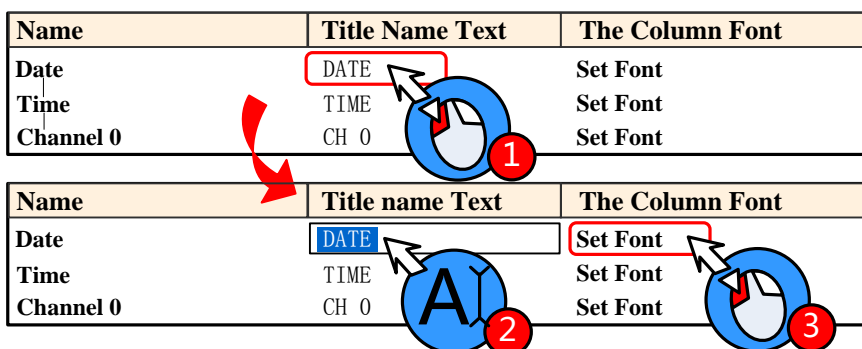 Name Title Name Text The Column Font
Date DATE Set Font
Time TIME Set Font
Channel 0 CH 0 Set Font
1
Name Title name Text The Column Font
Date DATE Set Font
Time TIME Set Font
Channel 0 CH 0 Set Font
A
2
3